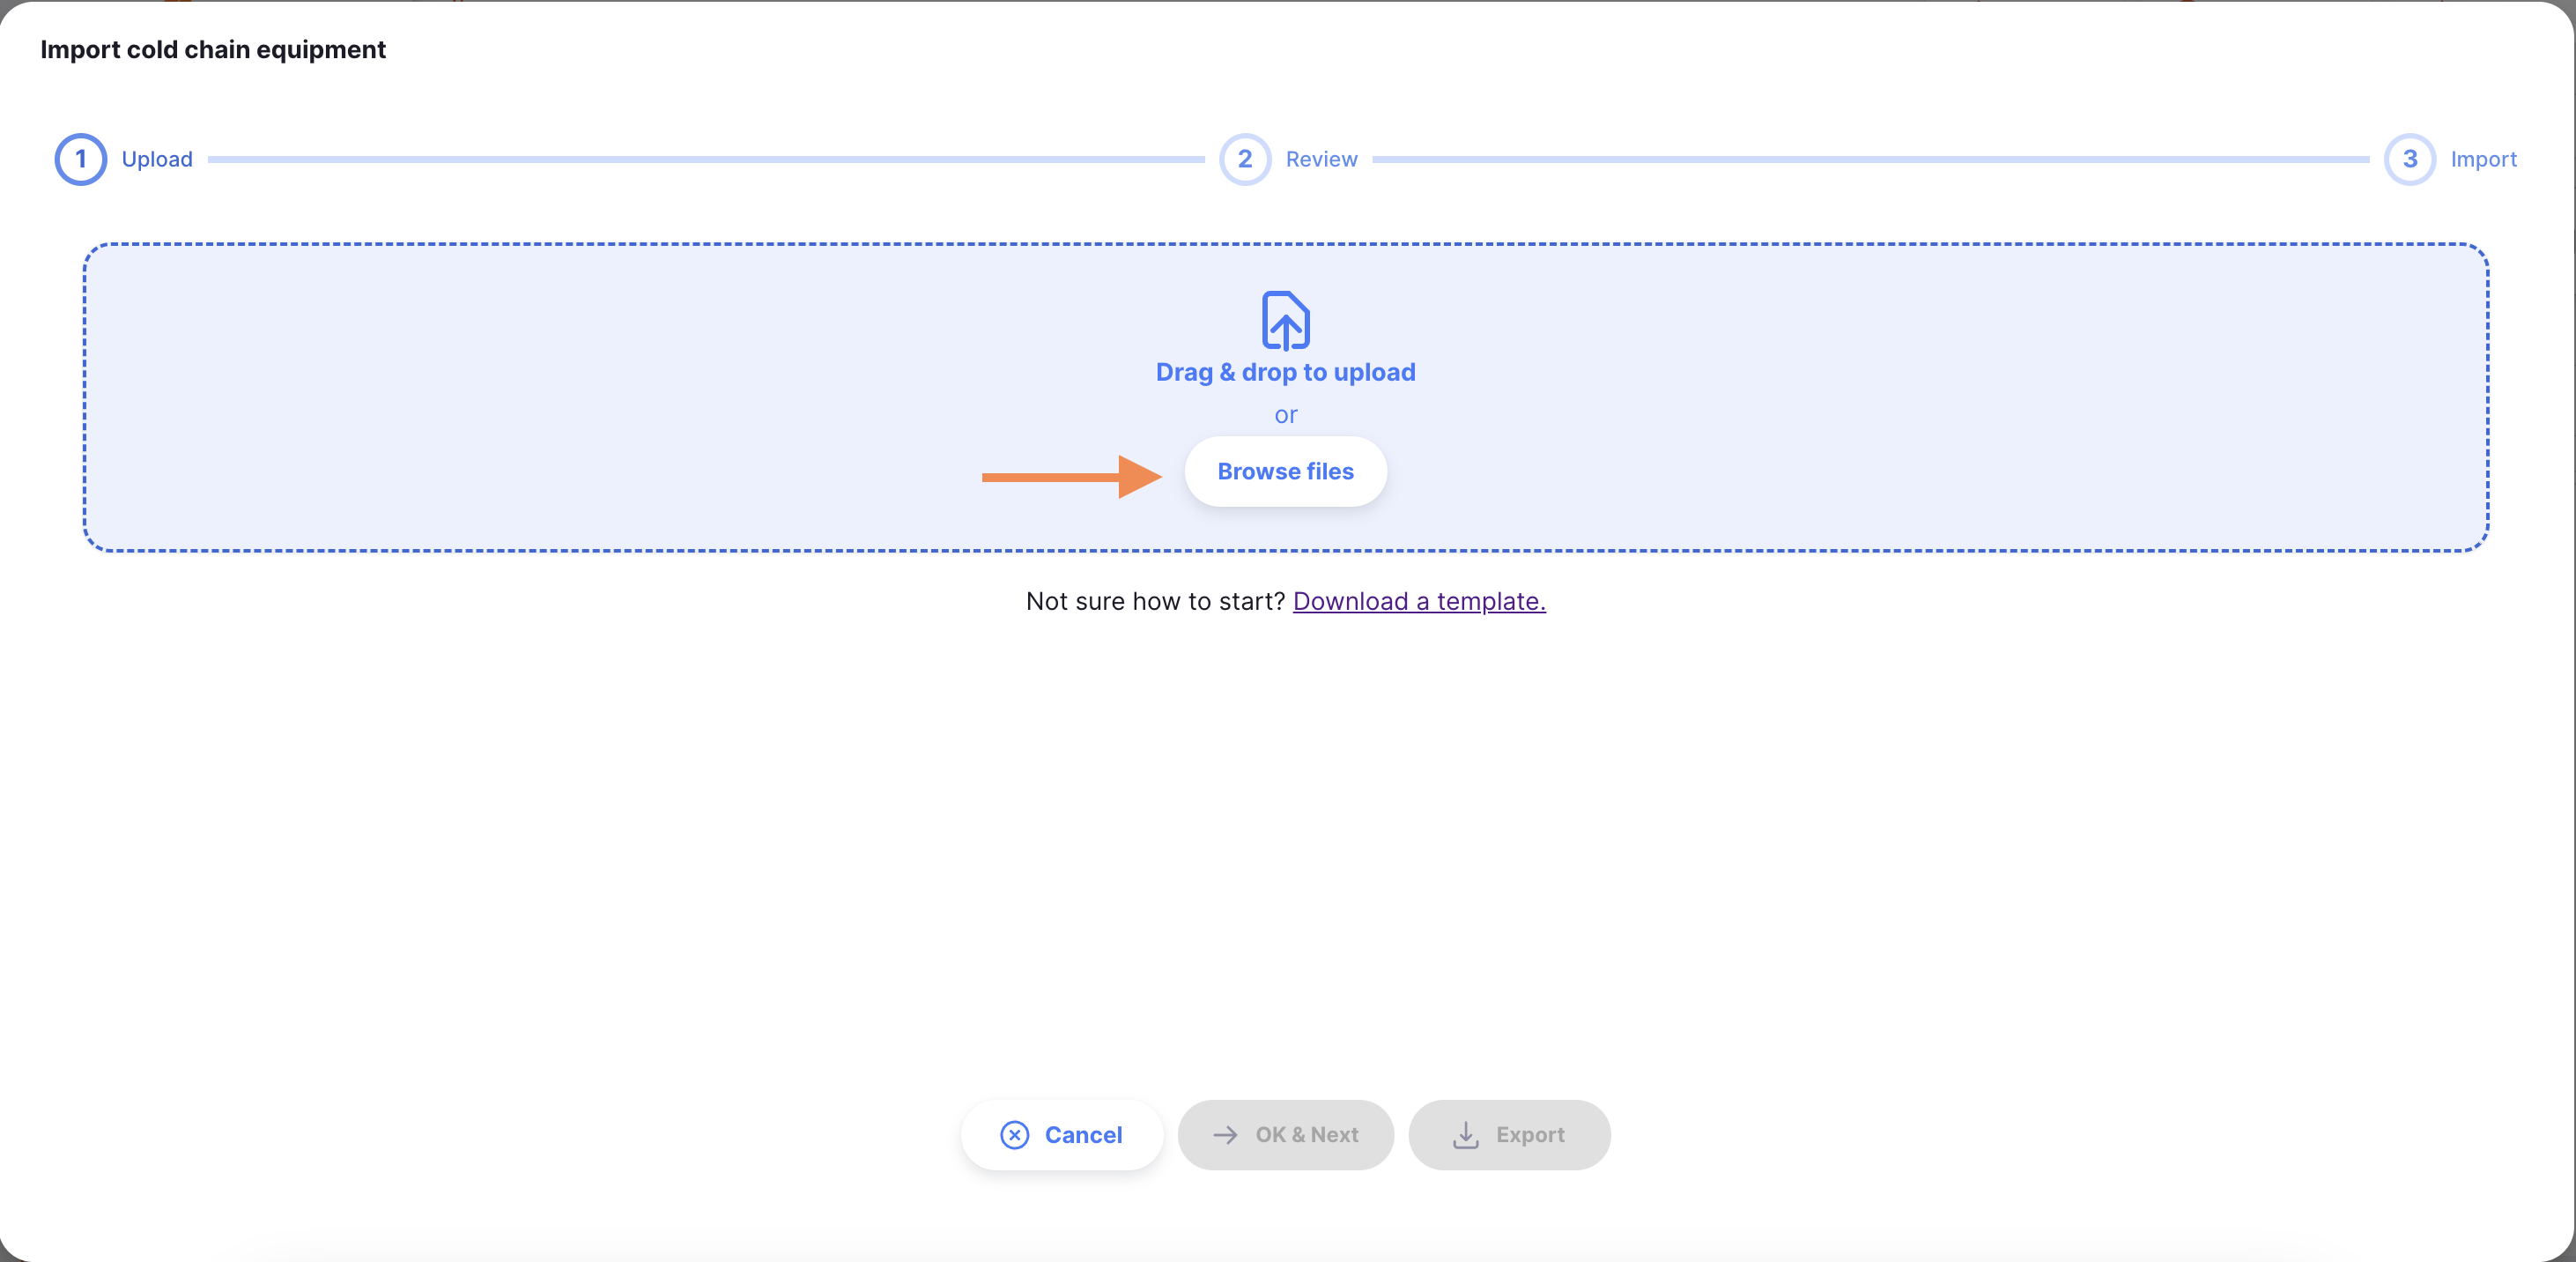 Import cold chain equipment
1 Upload 2 Review 3 Import
Drag & drop to upload
or
Browse files
Not sure how to start? Download a template.
Cancel OK & Next Export